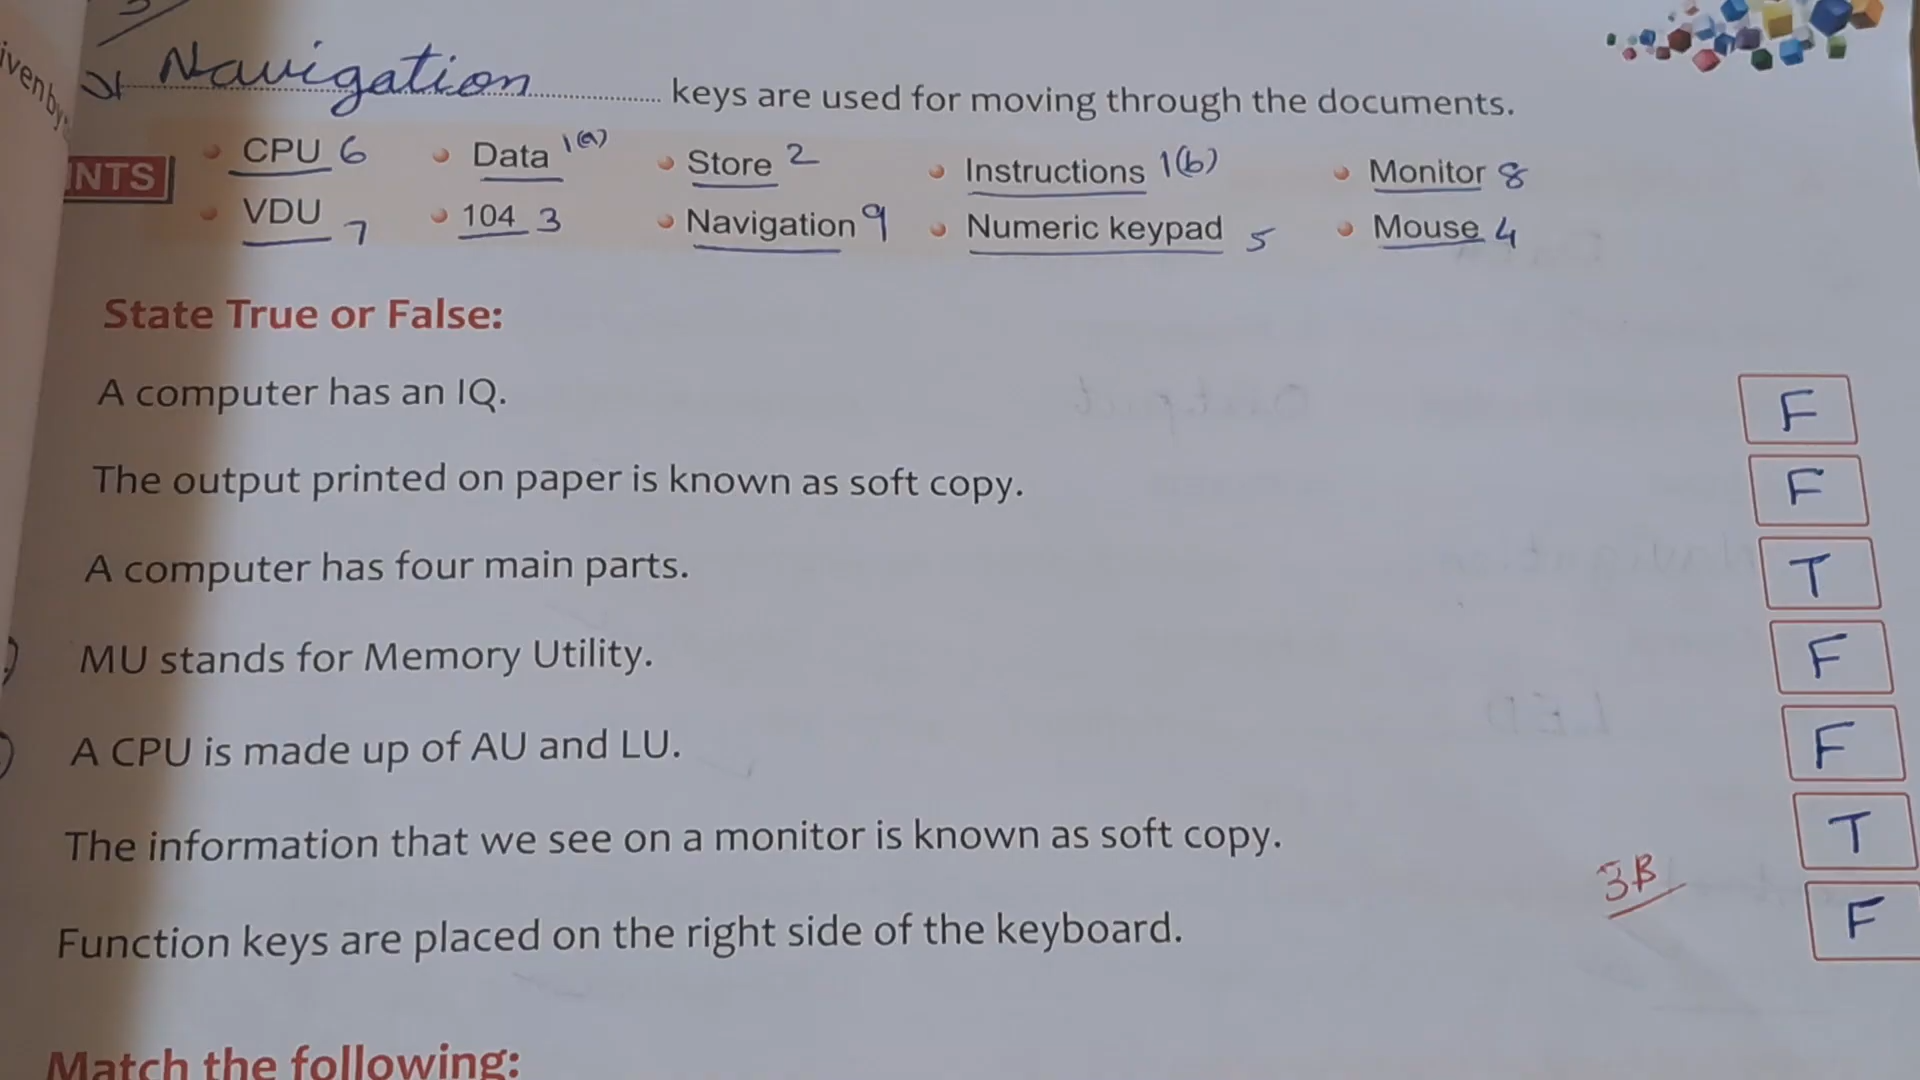 Navigation keys are used for moving through the documents.
CPU 6 Data 1(a) Store 2 Instructions 1(b) Monitor 8
NTS
VDU 7 104 3 Navigation 9 Numeric keypad 5 Mouse 4
State True or False:
A computer has an IQ. F
The output printed on paper is known as soft copy. F
A computer has four main parts. T
MU stands for Memory Utility. F
A CPU is made up of AU and LU. F
The information that we see on a monitor is known as soft copy. T
3B
Function keys are placed on the right side of the keyboard. F
Match the following: